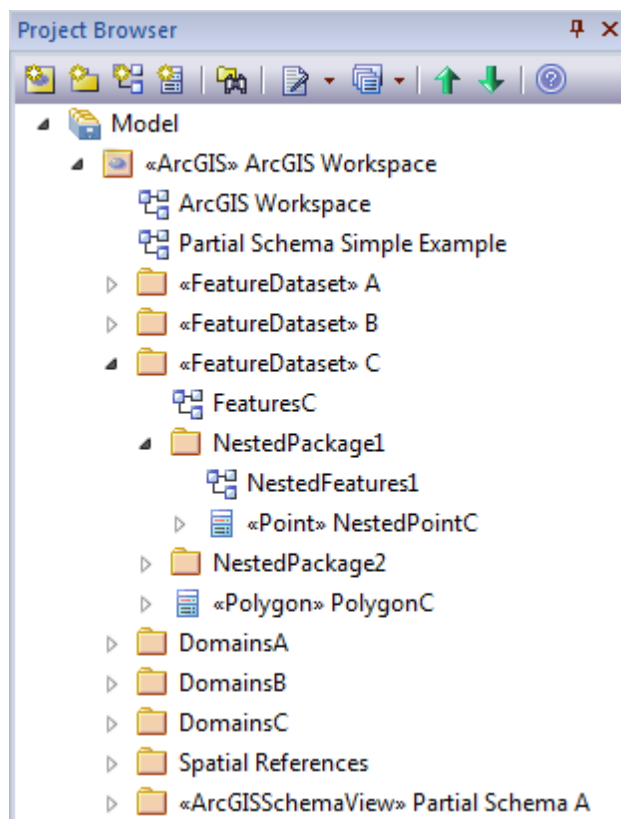 Project Browser
Model
«ArcGIS» ArcGIS Workspace
ArcGIS Workspace
Partial Schema Simple Example
«FeatureDataset» A
«FeatureDataset» B
«FeatureDataset» C
FeaturesC
NestedPackage1
NestedFeatures1
«Point» NestedPointC
NestedPackage2
«Polygon» PolygonC
DomainsA
DomainsB
DomainsC
Spatial References
«ArcGISSchemaView» Partial Schema A